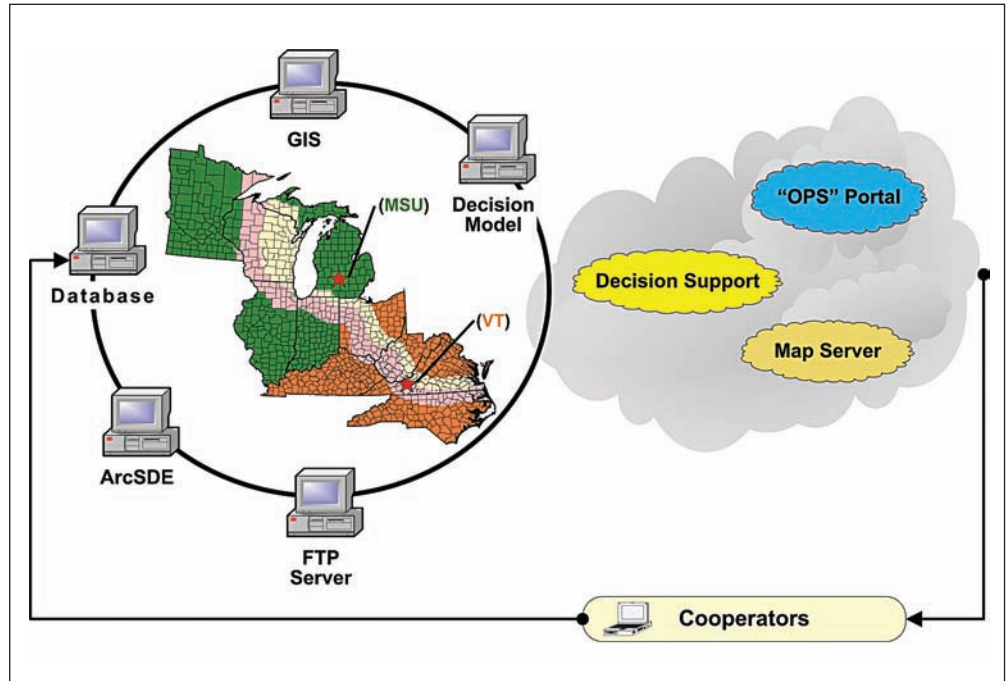 GIS
Decision
Model
(MSU)
"OPS" Portal
Decision Support
Database
(VT)
Map Server
ArcSDE
FTP
Server
Cooperators